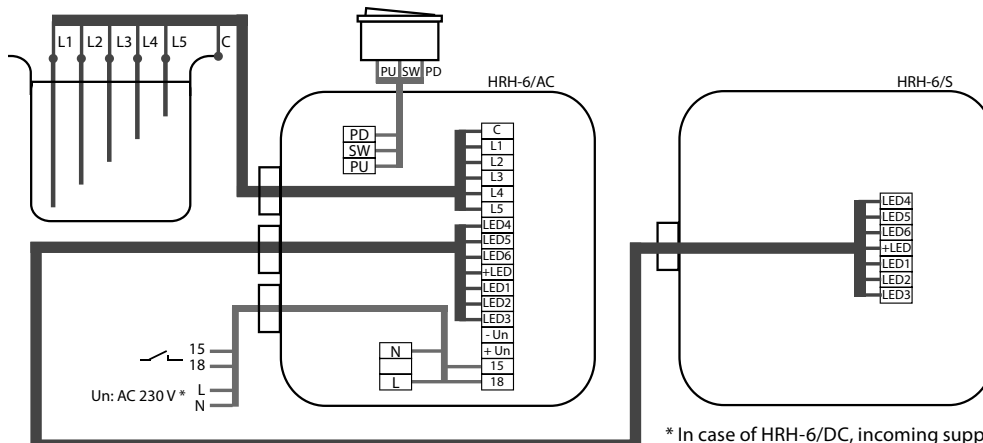 L1 L2 L3 L4 L5 C
PU SW PD
HRH-6/AC
PD
SW
PU
C
L1
L2
L3
L4
L5
LED4
LED5
LED6
+LED
LED1
LED2
LED3
- Un
+ Un
15
18
N
L
15
18
Un: AC 230 V * L
N
HRH-6/S
LED4
LED5
LED6
+LED
LED1
LED2
LED3
* In case of HRH-6/DC, incoming supp